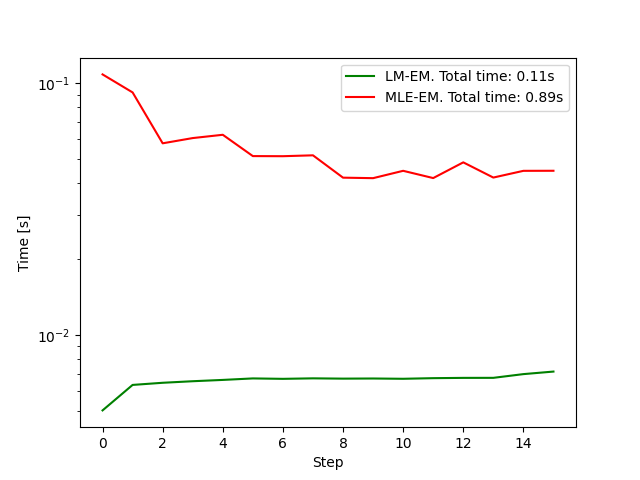 LM-EM. Total time: 0.11s
MLE-EM. Total time: 0.89s
10⁻¹
10⁻²
Time [s]
0 2 4 6 8 10 12 14
Step